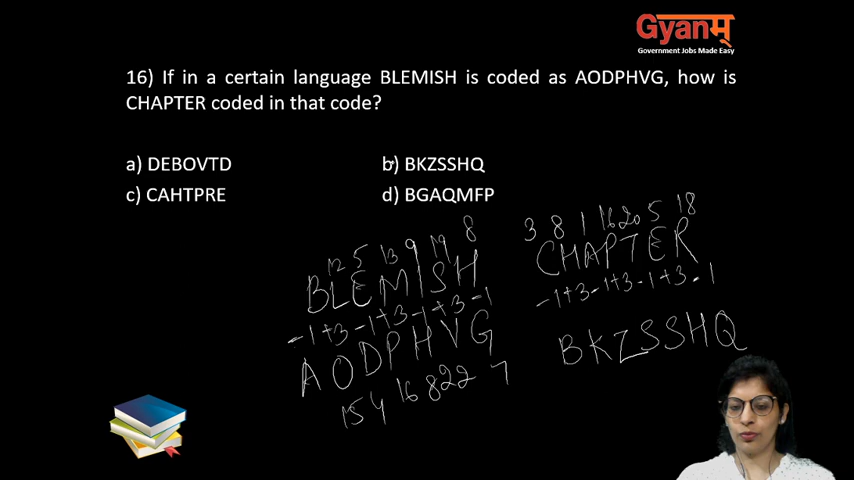 Gyanम्
Government Jobs Made Easy
16) If in a certain language BLEMISH is coded as AODPHVG, how is
CHAPTER coded in that code?
a) DEBOVTD
b) BKZSSHQ
c) CAHTPRE
d) BGAQMFP
12 5 13 9 19 8
BLEMISH
-1+3-1+3-1+3-1
AODPHVG
15 4 16 8 22 7
3 8 1 16 20 5 18
CHAPTER
-1+3-1+3-1+3-1
BKZSSHQ